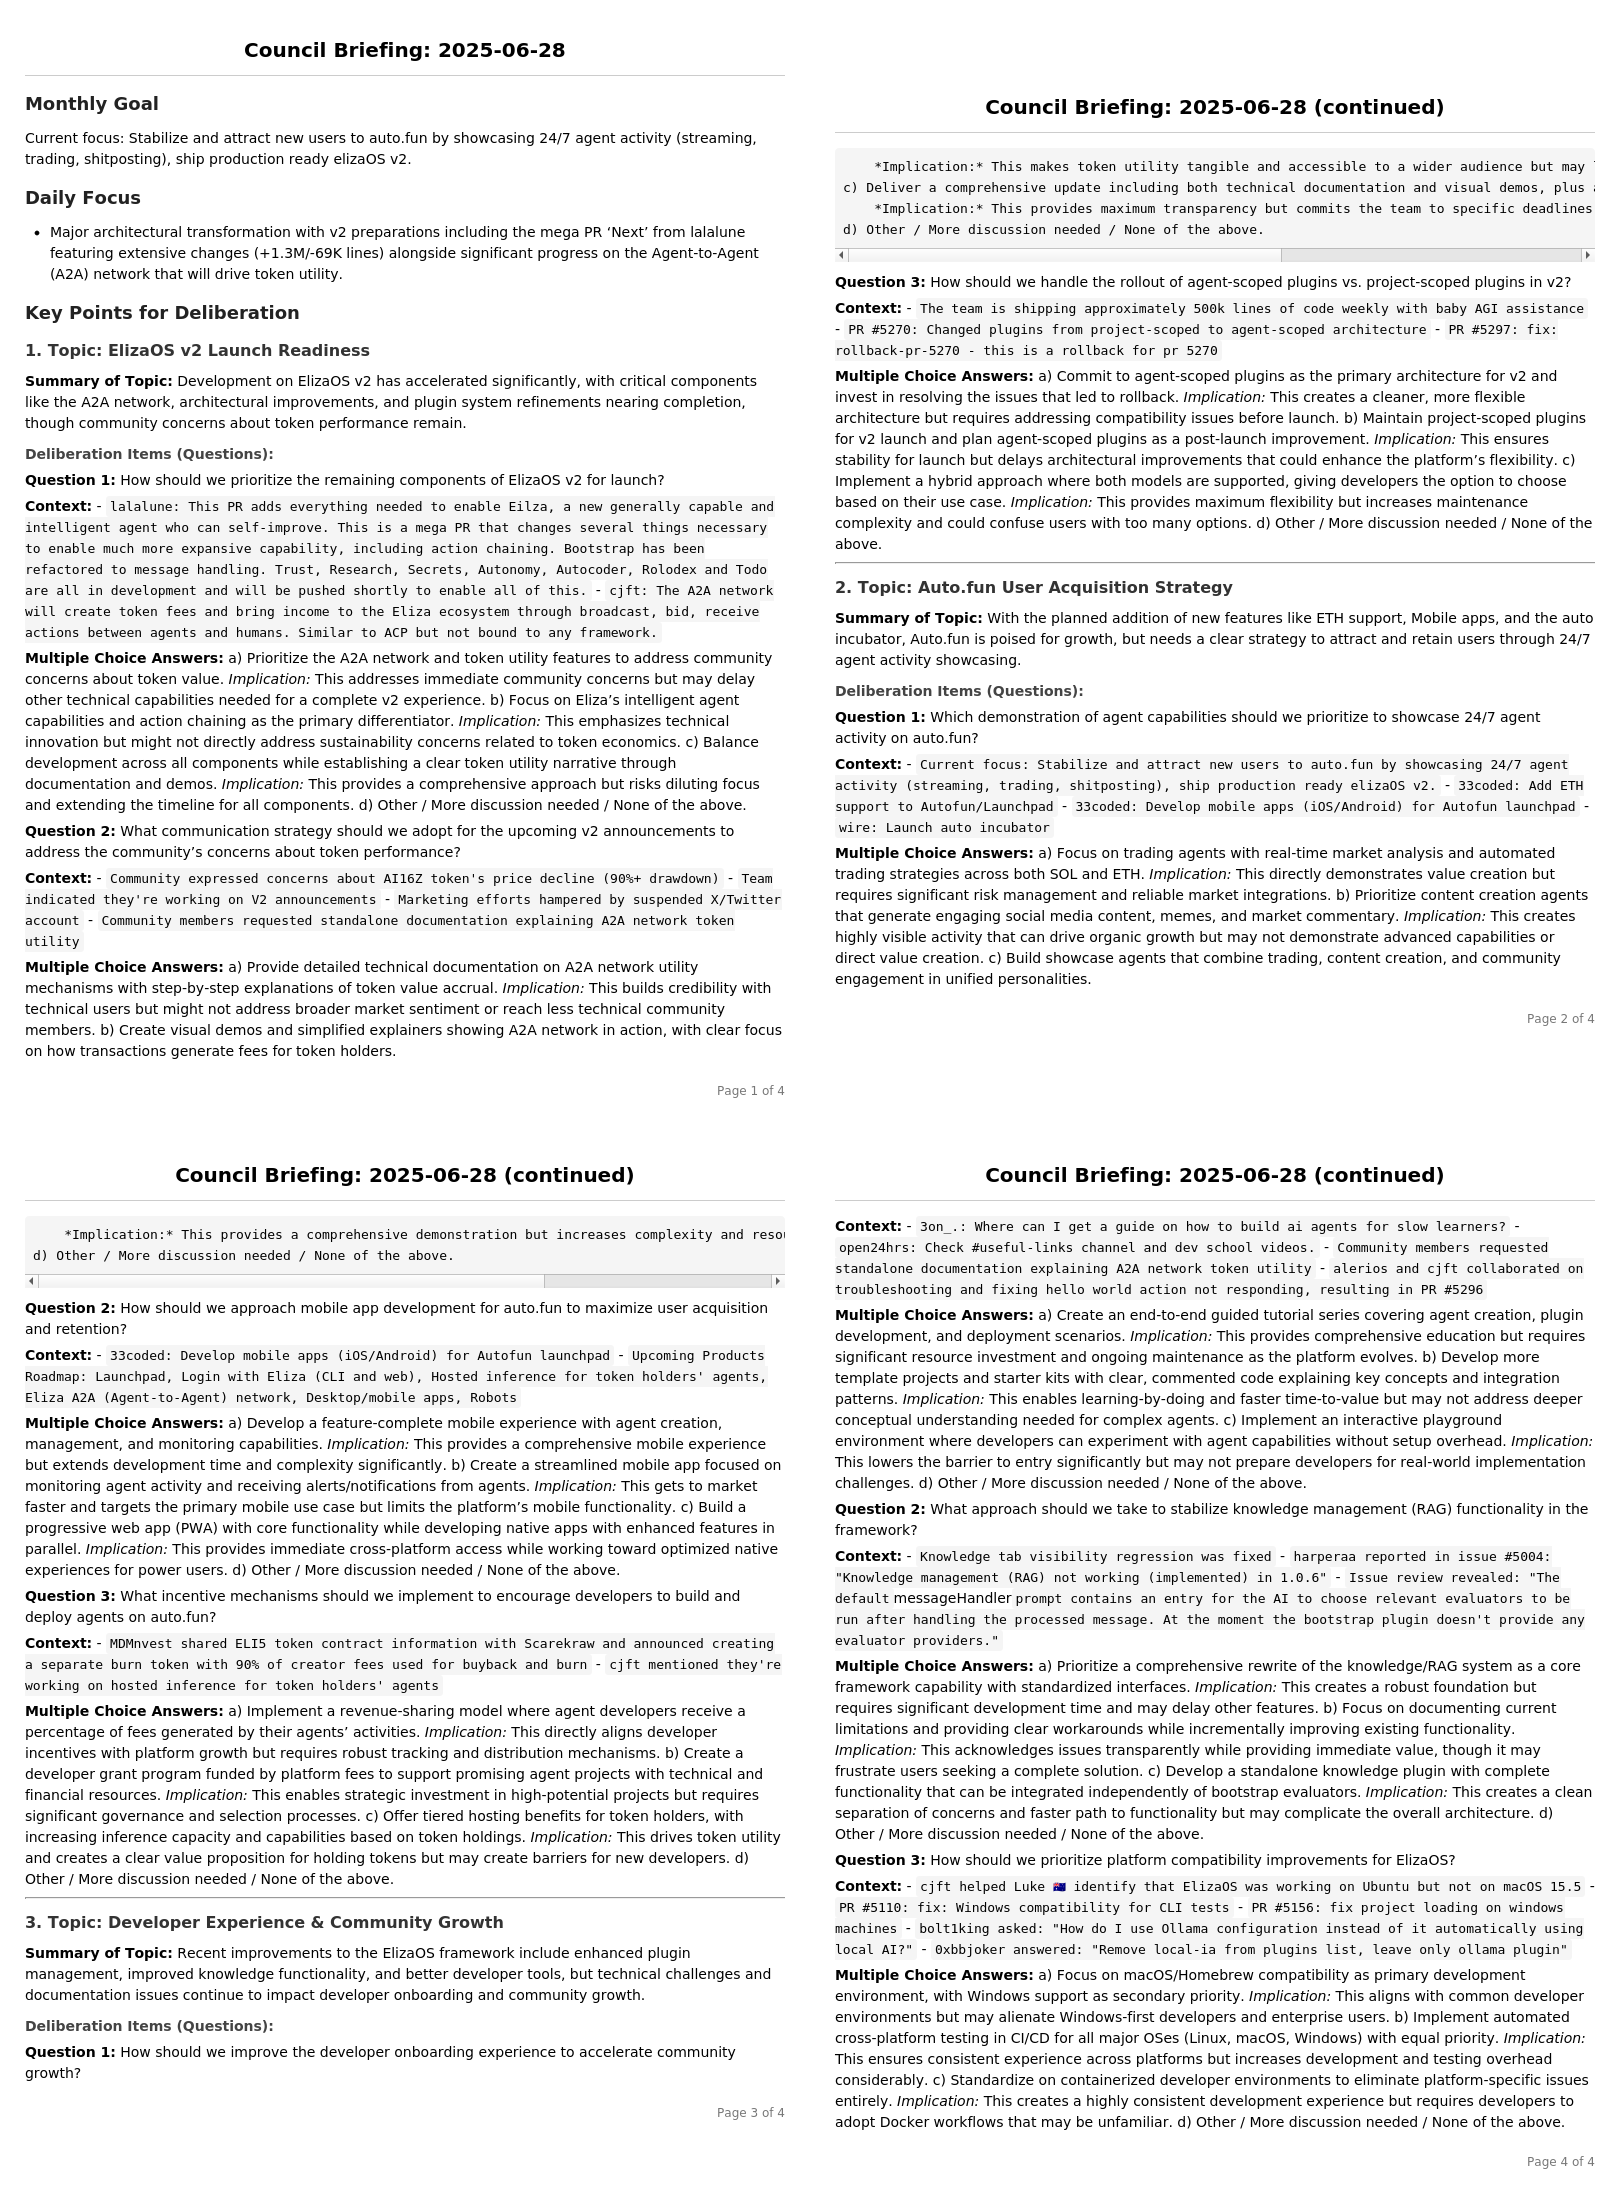 Council Briefing: 2025-06-28
Monthly Goal
Current focus: Stabilize and attract new users to auto.fun by showcasing 24/7 agent activity (streaming,
trading, shitposting), ship production ready elizaOS v2.
Daily Focus
• Major architectural transformation with v2 preparations including the mega PR ‘Next’ from lalalune
featuring extensive changes (+1.3M/-69K lines) alongside significant progress on the Agent-to-Agent
(A2A) network that will drive token utility.
Key Points for Deliberation
1. Topic: ElizaOS v2 Launch Readiness
Summary of Topic: Development on ElizaOS v2 has accelerated significantly, with critical components
like the A2A network, architectural improvements, and plugin system refinements nearing completion,
though community concerns about token performance remain.
Deliberation Items (Questions):
Question 1: How should we prioritize the remaining components of ElizaOS v2 for launch?
Context: - lalalune: This PR adds everything needed to enable Eilza, a new generally capable and
intelligent agent who can self-improve. This is a mega PR that changes several things necessary
to enable much more expansive capability, including action chaining. Bootstrap has been
refactored to message handling. Trust, Research, Secrets, Autonomy, Autocoder, Rolodex and Todo
are all in development and will be pushed shortly to enable all of this. - cjft: The A2A network
will create token fees and bring income to the Eliza ecosystem through broadcast, bid, receive
actions between agents and humans. Similar to ACP but not bound to any framework.
Multiple Choice Answers: a) Prioritize the A2A network and token utility features to address community
concerns about token value. Implication: This addresses immediate community concerns but may delay
other technical capabilities needed for a complete v2 experience. b) Focus on Eliza’s intelligent agent
capabilities and action chaining as the primary differentiator. Implication: This emphasizes technical
innovation but might not directly address sustainability concerns related to token economics. c) Balance
development across all components while establishing a clear token utility narrative through
documentation and demos. Implication: This provides a comprehensive approach but risks diluting focus
and extending the timeline for all components. d) Other / More discussion needed / None of the above.
Question 2: What communication strategy should we adopt for the upcoming v2 announcements to
address the community’s concerns about token performance?
Context: - Community expressed concerns about AI16Z token's price decline (90%+ drawdown) - Team
indicated they're working on V2 announcements - Marketing efforts hampered by suspended X/Twitter
account - Community members requested standalone documentation explaining A2A network token
utility
Multiple Choice Answers: a) Provide detailed technical documentation on A2A network utility
mechanisms with step-by-step explanations of token value accrual. Implication: This builds credibility with
technical users but might not address broader market sentiment or reach less technical community
members. b) Create visual demos and simplified explainers showing A2A network in action, with clear focus
on how transactions generate fees for token holders.
Page 1 of 4
Council Briefing: 2025-06-28 (continued)
*Implication:* This makes token utility tangible and accessible to a wider audience but may
c) Deliver a comprehensive update including both technical documentation and visual demos, plus
*Implication:* This provides maximum transparency but commits the team to specific deadlines
d) Other / More discussion needed / None of the above.
Question 3: How should we handle the rollout of agent-scoped plugins vs. project-scoped plugins in v2?
Context: - The team is shipping approximately 500k lines of code weekly with baby AGI assistance
- PR #5270: Changed plugins from project-scoped to agent-scoped architecture - PR #5297: fix:
rollback-pr-5270 - this is a rollback for pr 5270
Multiple Choice Answers: a) Commit to agent-scoped plugins as the primary architecture for v2 and
invest in resolving the issues that led to rollback. Implication: This creates a cleaner, more flexible
architecture but requires addressing compatibility issues before launch. b) Maintain project-scoped plugins
for v2 launch and plan agent-scoped plugins as a post-launch improvement. Implication: This ensures
stability for launch but delays architectural improvements that could enhance the platform’s flexibility. c)
Implement a hybrid approach where both models are supported, giving developers the option to choose
based on their use case. Implication: This provides maximum flexibility but increases maintenance
complexity and could confuse users with too many options. d) Other / More discussion needed / None of the
above.
2. Topic: Auto.fun User Acquisition Strategy
Summary of Topic: With the planned addition of new features like ETH support, Mobile apps, and the auto
incubator, Auto.fun is poised for growth, but needs a clear strategy to attract and retain users through 24/7
agent activity showcasing.
Deliberation Items (Questions):
Question 1: Which demonstration of agent capabilities should we prioritize to showcase 24/7 agent
activity on auto.fun?
Context: - Current focus: Stabilize and attract new users to auto.fun by showcasing 24/7 agent
activity (streaming, trading, shitposting), ship production ready elizaOS v2. - 33coded: Add ETH
support to Autofun/Launchpad - 33coded: Develop mobile apps (iOS/Android) for Autofun launchpad -
wire: Launch auto incubator
Multiple Choice Answers: a) Focus on trading agents with real-time market analysis and automated
trading strategies across both SOL and ETH. Implication: This directly demonstrates value creation but
requires significant risk management and reliable market integrations. b) Prioritize content creation agents
that generate engaging social media content, memes, and market commentary. Implication: This creates
highly visible activity that can drive organic growth but may not demonstrate advanced capabilities or
direct value creation. c) Build showcase agents that combine trading, content creation, and community
engagement in unified personalities.
Page 2 of 4
Council Briefing: 2025-06-28 (continued)
*Implication:* This provides a comprehensive demonstration but increases complexity and resou
d) Other / More discussion needed / None of the above.
Question 2: How should we approach mobile app development for auto.fun to maximize user acquisition
and retention?
Context: - 33coded: Develop mobile apps (iOS/Android) for Autofun launchpad - Upcoming Products
Roadmap: Launchpad, Login with Eliza (CLI and web), Hosted inference for token holders' agents,
Eliza A2A (Agent-to-Agent) network, Desktop/mobile apps, Robots
Multiple Choice Answers: a) Develop a feature-complete mobile experience with agent creation,
management, and monitoring capabilities. Implication: This provides a comprehensive mobile experience
but extends development time and complexity significantly. b) Create a streamlined mobile app focused on
monitoring agent activity and receiving alerts/notifications from agents. Implication: This gets to market
faster and targets the primary mobile use case but limits the platform’s mobile functionality. c) Build a
progressive web app (PWA) with core functionality while developing native apps with enhanced features in
parallel. Implication: This provides immediate cross-platform access while working toward optimized native
experiences for power users. d) Other / More discussion needed / None of the above.
Question 3: What incentive mechanisms should we implement to encourage developers to build and
deploy agents on auto.fun?
Context: - MDMnvest shared ELI5 token contract information with Scarekraw and announced creating
a separate burn token with 90% of creator fees used for buyback and burn - cjft mentioned they're
working on hosted inference for token holders' agents
Multiple Choice Answers: a) Implement a revenue-sharing model where agent developers receive a
percentage of fees generated by their agents’ activities. Implication: This directly aligns developer
incentives with platform growth but requires robust tracking and distribution mechanisms. b) Create a
developer grant program funded by platform fees to support promising agent projects with technical and
financial resources. Implication: This enables strategic investment in high-potential projects but requires
significant governance and selection processes. c) Offer tiered hosting benefits for token holders, with
increasing inference capacity and capabilities based on token holdings. Implication: This drives token utility
and creates a clear value proposition for holding tokens but may create barriers for new developers. d)
Other / More discussion needed / None of the above.
3. Topic: Developer Experience & Community Growth
Summary of Topic: Recent improvements to the ElizaOS framework include enhanced plugin
management, improved knowledge functionality, and better developer tools, but technical challenges and
documentation issues continue to impact developer onboarding and community growth.
Deliberation Items (Questions):
Question 1: How should we improve the developer onboarding experience to accelerate community
growth?
Page 3 of 4
Council Briefing: 2025-06-28 (continued)
Context: - 3on_.: Where can I get a guide on how to build ai agents for slow learners? -
open24hrs: Check #useful-links channel and dev school videos. - Community members requested
standalone documentation explaining A2A network token utility - alerios and cjft collaborated on
troubleshooting and fixing hello world action not responding, resulting in PR #5296
Multiple Choice Answers: a) Create an end-to-end guided tutorial series covering agent creation, plugin
development, and deployment scenarios. Implication: This provides comprehensive education but requires
significant resource investment and ongoing maintenance as the platform evolves. b) Develop more
template projects and starter kits with clear, commented code explaining key concepts and integration
patterns. Implication: This enables learning-by-doing and faster time-to-value but may not address deeper
conceptual understanding needed for complex agents. c) Implement an interactive playground
environment where developers can experiment with agent capabilities without setup overhead. Implication:
This lowers the barrier to entry significantly but may not prepare developers for real-world implementation
challenges. d) Other / More discussion needed / None of the above.
Question 2: What approach should we take to stabilize knowledge management (RAG) functionality in the
framework?
Context: - Knowledge tab visibility regression was fixed - harperaa reported in issue #5004:
"Knowledge management (RAG) not working (implemented) in 1.0.6" - Issue review revealed: "The
default messageHandler prompt contains an entry for the AI to choose relevant evaluators to be
run after handling the processed message. At the moment the bootstrap plugin doesn't provide any
evaluator providers."
Multiple Choice Answers: a) Prioritize a comprehensive rewrite of the knowledge/RAG system as a core
framework capability with standardized interfaces. Implication: This creates a robust foundation but
requires significant development time and may delay other features. b) Focus on documenting current
limitations and providing clear workarounds while incrementally improving existing functionality.
Implication: This acknowledges issues transparently while providing immediate value, though it may
frustrate users seeking a complete solution. c) Develop a standalone knowledge plugin with complete
functionality that can be integrated independently of bootstrap evaluators. Implication: This creates a clean
separation of concerns and faster path to functionality but may complicate the overall architecture. d)
Other / More discussion needed / None of the above.
Question 3: How should we prioritize platform compatibility improvements for ElizaOS?
Context: - cjft helped Luke 🇦🇺 identify that ElizaOS was working on Ubuntu but not on macOS 15.5 -
PR #5110: fix: Windows compatibility for CLI tests - PR #5156: fix project loading on windows
machines - bolt1king asked: "How do I use Ollama configuration instead of it automatically using
local AI?" - 0xbbjoker answered: "Remove local-ia from plugins list, leave only ollama plugin"
Multiple Choice Answers: a) Focus on macOS/Homebrew compatibility as primary development
environment, with Windows support as secondary priority. Implication: This aligns with common developer
environments but may alienate Windows-first developers and enterprise users. b) Implement automated
cross-platform testing in CI/CD for all major OSes (Linux, macOS, Windows) with equal priority. Implication:
This ensures consistent experience across platforms but increases development and testing overhead
considerably. c) Standardize on containerized developer environments to eliminate platform-specific issues
entirely. Implication: This creates a highly consistent development experience but requires developers to
adopt Docker workflows that may be unfamiliar. d) Other / More discussion needed / None of the above.
Page 4 of 4